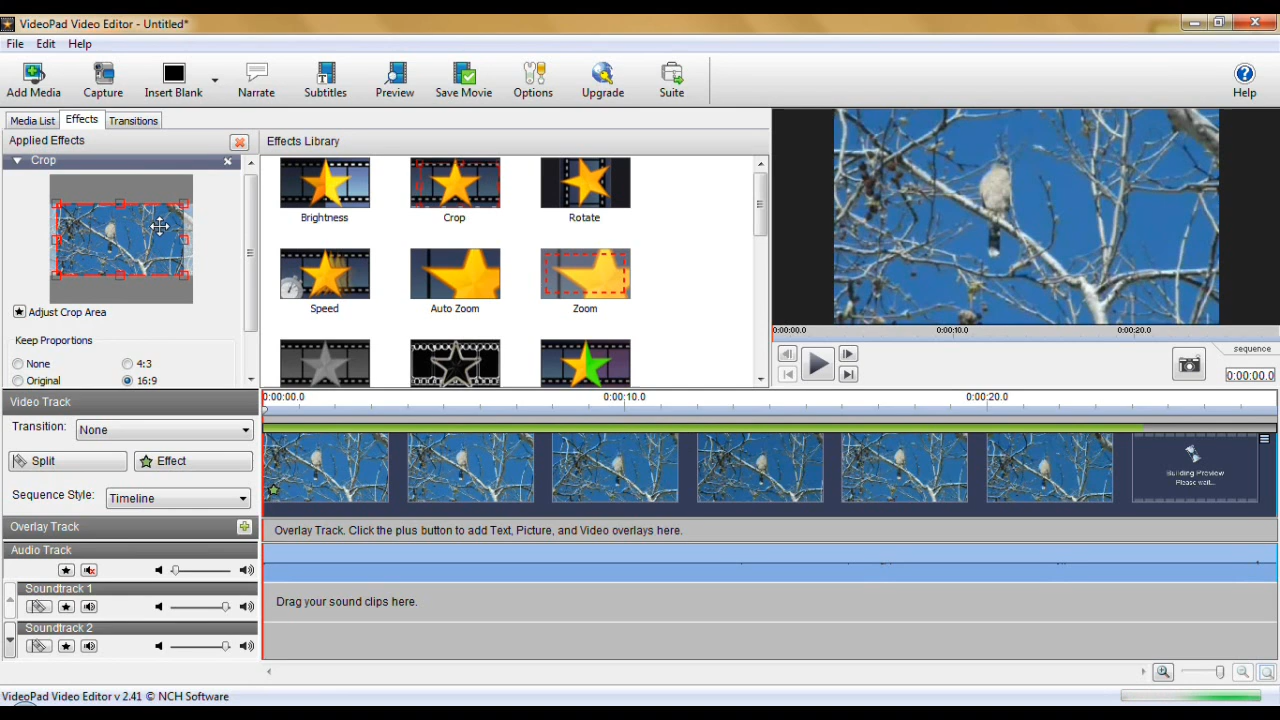 VideoPad Video Editor - Untitled*
File Edit Help
Add Media Capture Insert Blank Narrate Subtitles Preview Save Movie Options Upgrade Suite Help
Media List Effects Transitions
Applied Effects
Effects Library
Crop
Brightness Crop Rotate
Speed Auto Zoom Zoom
Adjust Crop Area
Keep Proportions
None 4:3
Original 16:9
0:00:00.0 0:00:10.0 0:00:20.0
sequence
0:00:00.0
Video Track
0:00:00.0 0:00:10.0 0:00:20.0
Transition: None
Split Effect
Building Preview
Please wait...
Sequence Style: Timeline
Overlay Track
Overlay Track. Click the plus button to add Text, Picture, and Video overlays here.
Audio Track
Soundtrack 1
Drag your sound clips here.
Soundtrack 2
VideoPad Video Editor v 2.41 © NCH Software